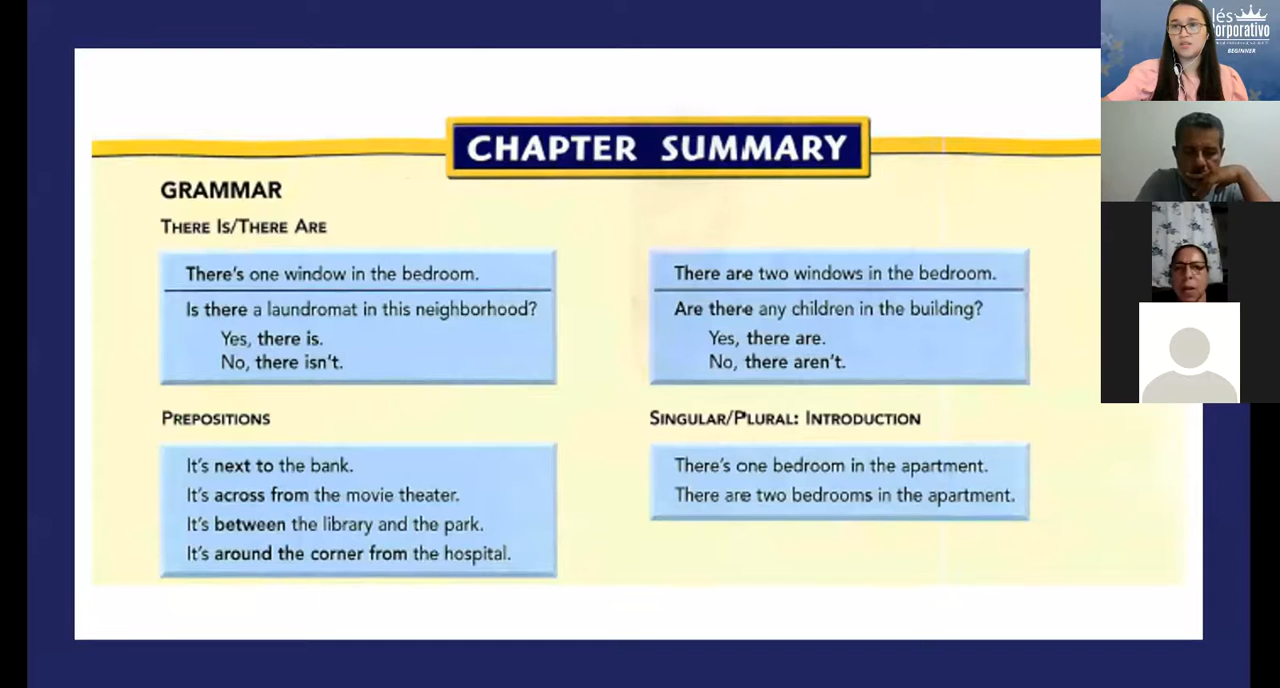 CHAPTER SUMMARY
GRAMMAR
THERE IS/THERE ARE
There's one window in the bedroom.
Is there a laundromat in this neighborhood?
Yes, there is.
No, there isn't.
There are two windows in the bedroom.
Are there any children in the building?
Yes, there are.
No, there aren't.
PREPOSITIONS
It's next to the bank.
It's across from the movie theater.
It's between the library and the park.
It's around the corner from the hospital.
SINGULAR/PLURAL: INTRODUCTION
There's one bedroom in the apartment.
There are two bedrooms in the apartment.
lés
orporativo
BEGINNER